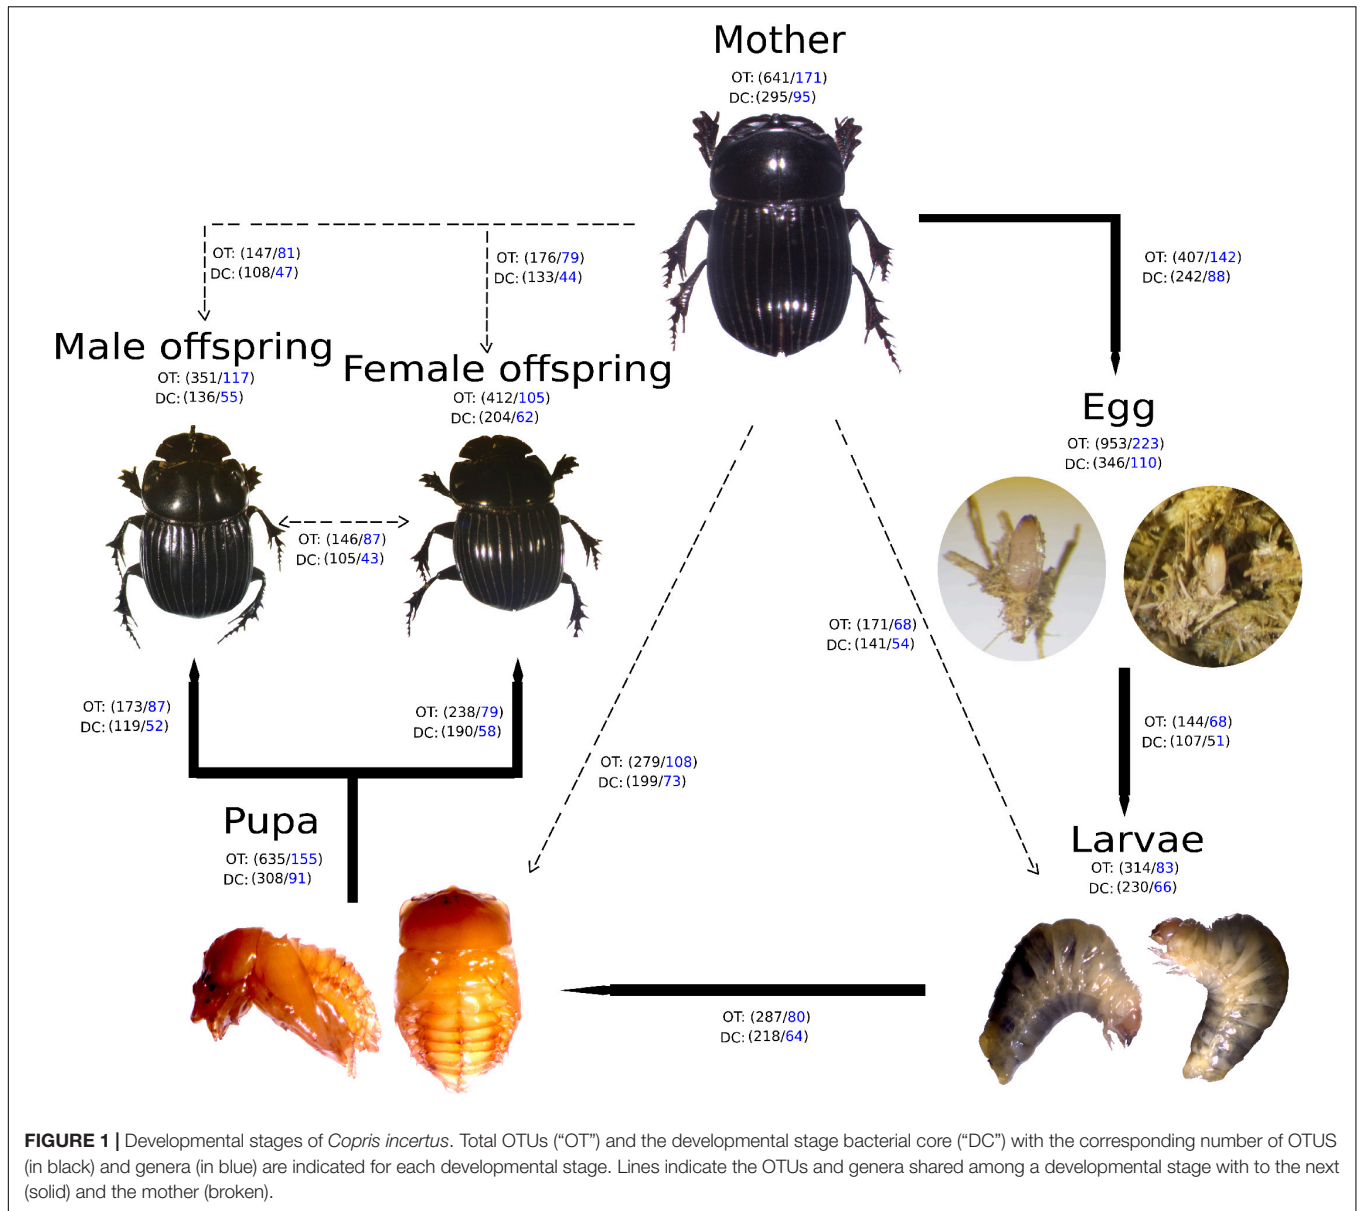 Mother
OT: (641/171)
DC: (295/95)
OT: (147/81)
DC: (108/47)
OT: (176/79)
DC: (133/44)
OT: (407/142)
DC: (242/88)
Male offspring
OT: (351/117)
DC: (136/55)
Female offspring
OT: (412/105)
DC: (204/62)
Egg
OT: (953/223)
DC: (346/110)
OT: (146/87)
DC: (105/43)
OT: (171/68)
DC: (141/54)
OT: (173/87)
DC: (119/52)
OT: (238/79)
DC: (190/58)
OT: (144/68)
DC: (107/51)
OT: (279/108)
DC: (199/73)
Pupa
OT: (635/155)
DC: (308/91)
Larvae
OT: (314/83)
DC: (230/66)
OT: (287/80)
DC: (218/64)
FIGURE 1 | Developmental stages of Copris incertus. Total OTUs (“OT”) and the developmental stage bacterial core (“DC”) with the corresponding number of OTUS
(in black) and genera (in blue) are indicated for each developmental stage. Lines indicate the OTUs and genera shared among a developmental stage with to the next
(solid) and the mother (broken).